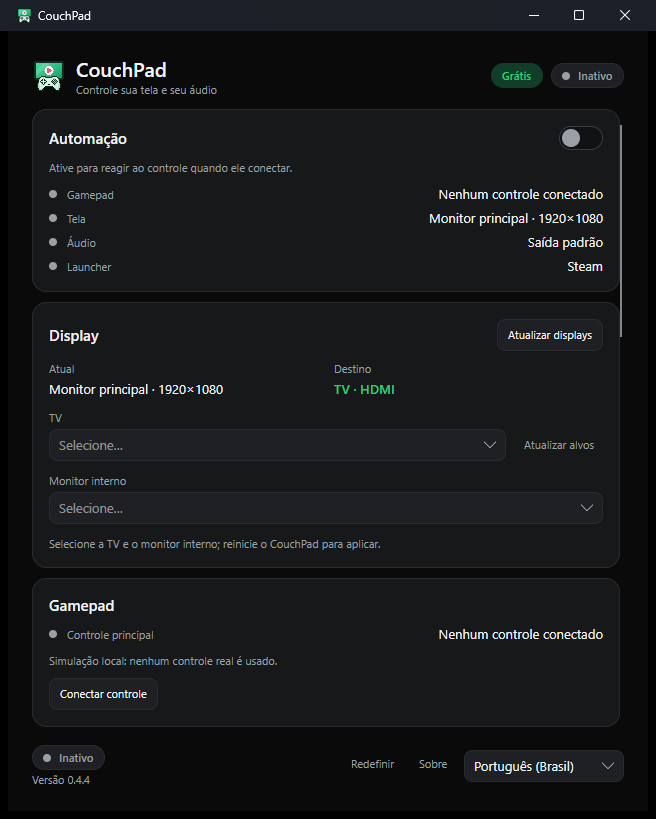 CouchPad
CouchPad
Controle sua tela e seu áudio
Grátis
Inativo
Automação
Ative para reagir ao controle quando ele conectar.
Gamepad
Nenhum controle conectado
Tela
Monitor principal · 1920×1080
Áudio
Saída padrão
Launcher
Steam
Display
Atualizar displays
Atual
Destino
Monitor principal · 1920×1080
TV · HDMI
TV
Selecione...
Atualizar alvos
Monitor interno
Selecione...
Selecione a TV e o monitor interno; reinicie o CouchPad para aplicar.
Gamepad
Controle principal
Nenhum controle conectado
Simulação local: nenhum controle real é usado.
Conectar controle
Inativo
Redefinir
Sobre
Português (Brasil)
Versão 0.4.4